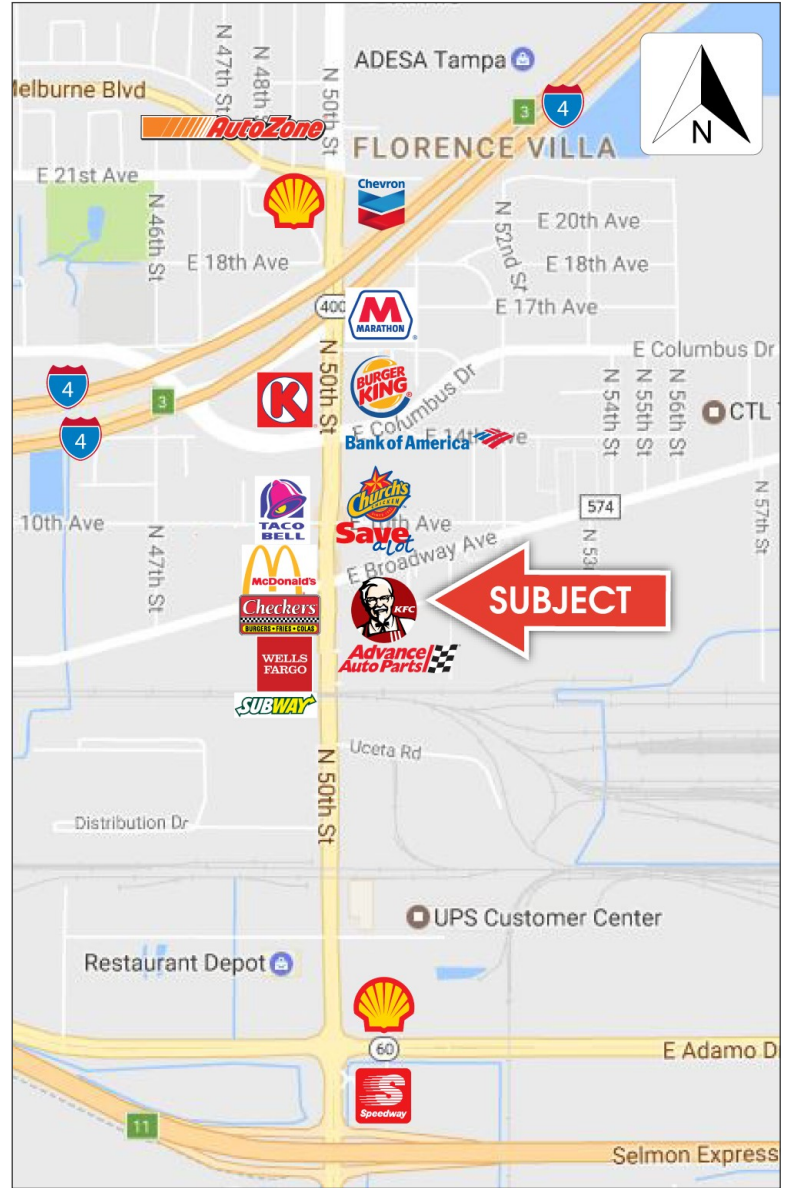 N 47th St
N 48th St
N 50th St
ADESA Tampa
3
4
N
elburne Blvd
AutoZone
FLORENCE VILLA
E 21st Ave
Chevron
N 46th St
N 52nd St
E 20th Ave
E 18th Ave
E 18th Ave
400
MARATHON
E 17th Ave
N 50th St
E Columbus Dr
4
3
K
BURGER
KING
E Columbus Dr
N 54th St
N 55th St
N 56th St
CTL
4
Bank of America
E 14th
ve
TACO
BELL
Church's
CHICKEN
574
N 57th St
10th Ave
N 47th St
Save
a lot
th Ave
E Broadway Ave
N 53
McDonald's
Checkers
BURGERS • FRIES • COLAS
KFC
SUBJECT
WELLS
FARGO
Advance
Auto Parts
SUBWAY
Uceta Rd
N 50th St
Distribution Dr
UPS Customer Center
Restaurant Depot
60
E Adamo D
Speedway
11
Selmon Express